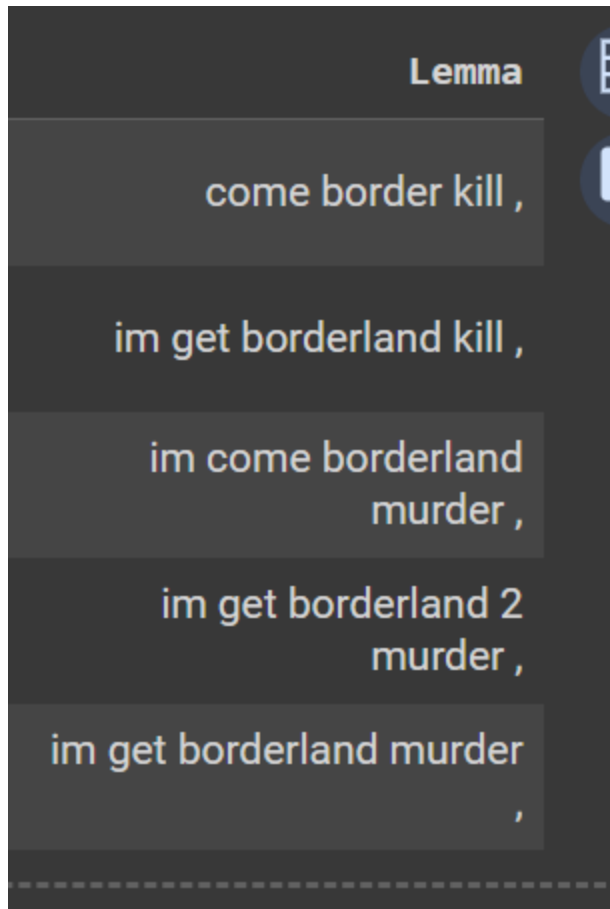 Lemma
come border kill ,
im get borderland kill ,
im come borderland
murder ,
im get borderland 2
murder ,
im get borderland murder
,